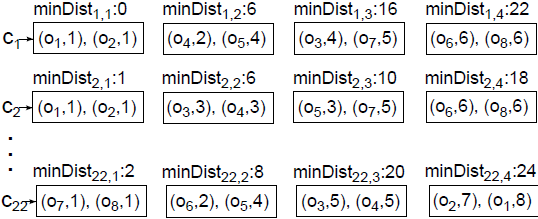 minDist1,1:0 minDist1,2:6 minDist1,3:16 minDist1,4:22
C1 (o1,1), (o2,1) (o4,2), (o5,4) (o3,4), (o7,5) (o6,6), (o8,6)
minDist2,1:1 minDist2,2:6 minDist2,3:10 minDist2,4:18
C2 (o1,1), (o2,1) (o3,3), (o4,3) (o5,3), (o7,5) (o6,6), (o8,6)
minDist22,1:2 minDist22,2:8 minDist22,3:20 minDist22,4:24
C22 (o7,1), (o8,1) (o6,2), (o5,4) (o3,5), (o4,5) (o2,7), (o1,8)